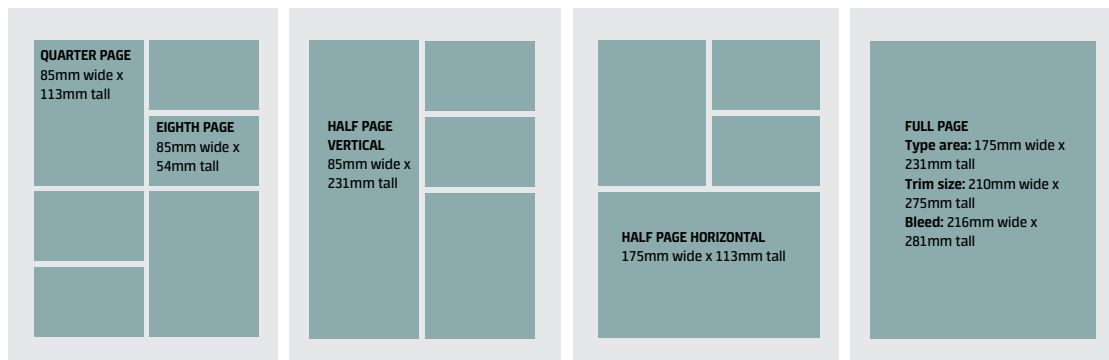 QUARTER PAGE
85mm wide x
113mm tall
EIGHTH PAGE
85mm wide x
54mm tall
HALF PAGE
VERTICAL
85mm wide x
231mm tall
HALF PAGE HORIZONTAL
175mm wide x 113mm tall
FULL PAGE
Type area: 175mm wide x
231mm tall
Trim size: 210mm wide x
275mm tall
Bleed: 216mm wide x
281mm tall